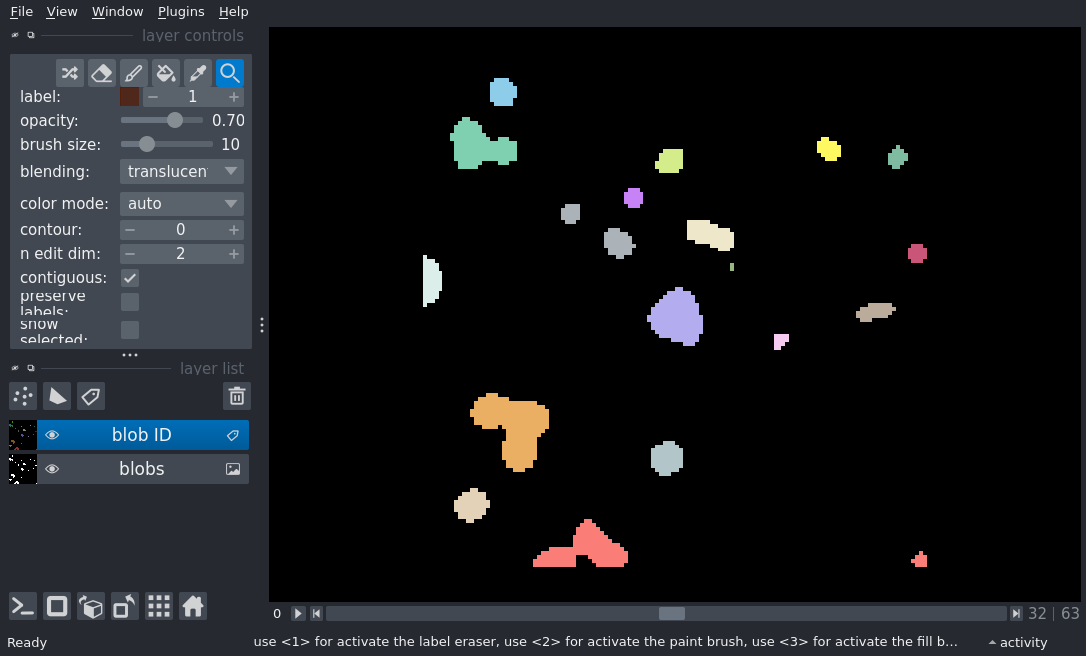 File View Window Plugins Help
layer controls
label: 1
opacity: 0.70
brush size: 10
blending: translucen
color mode: auto
contour: 0
n edit dim: 2
contiguous:
preserve
labels:
show
selected:
layer list
blob ID
blobs
0 32 63
Ready use <1> for activate the label eraser, use <2> for activate the paint brush, use <3> for activate the fill b... activity